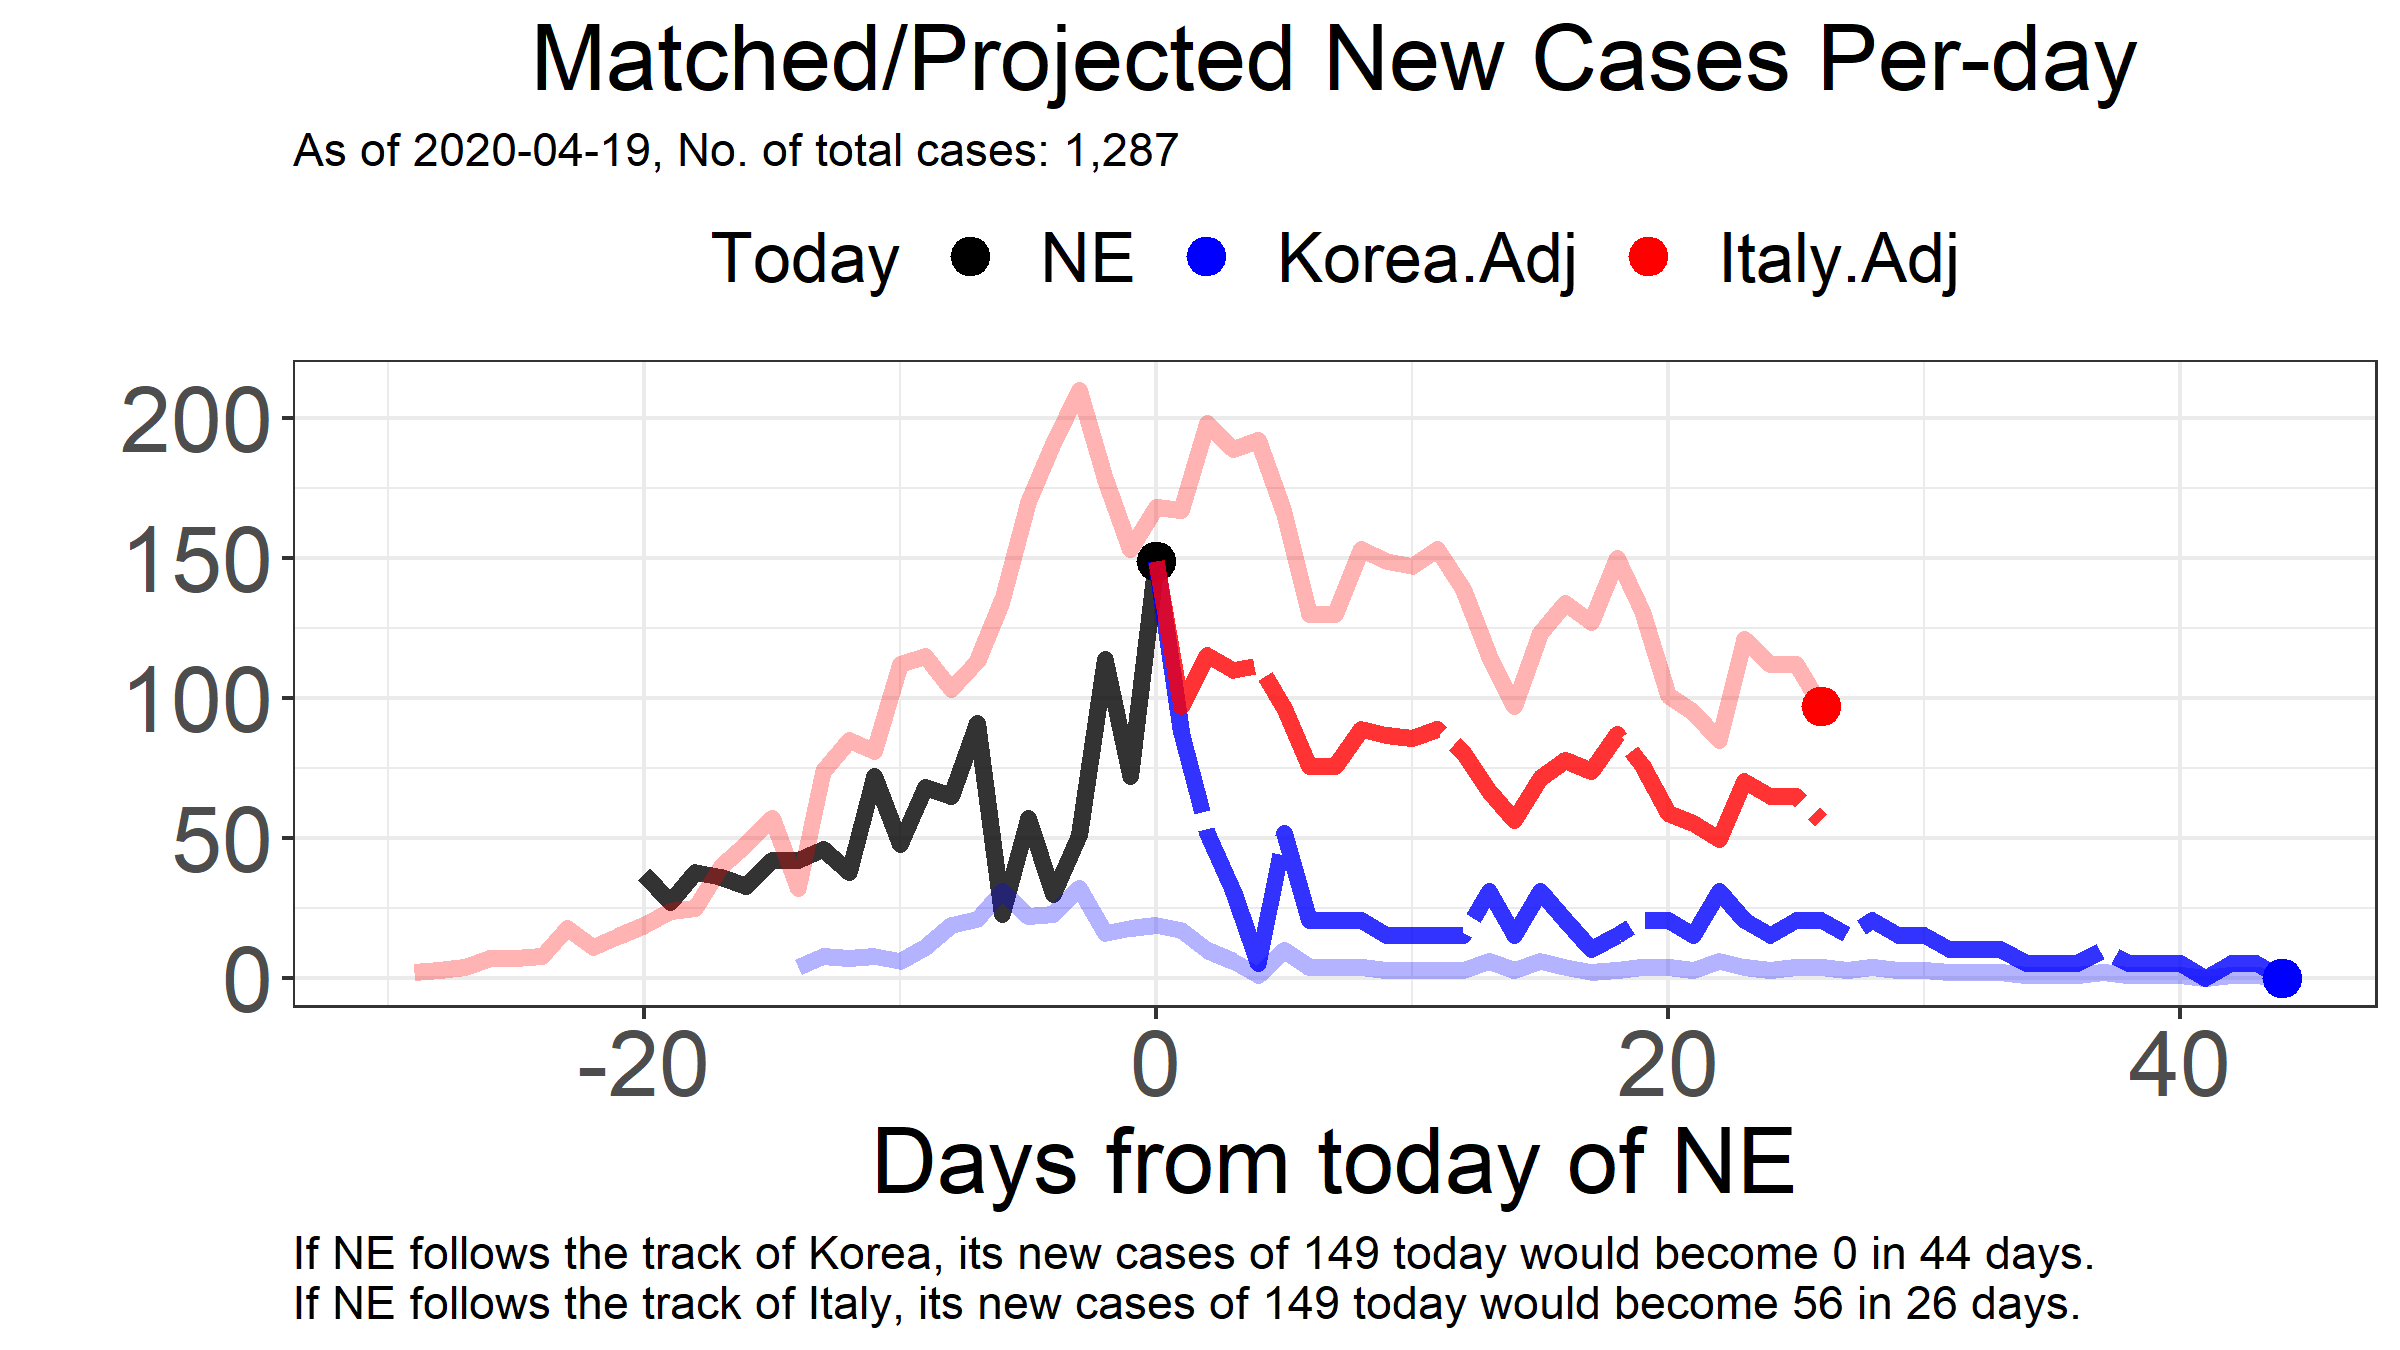 Matched/Projected New Cases Per-day
As of 2020-04-19, No. of total cases: 1,287
Today NE Korea.Adj Italy.Adj
200
150
100
50
0
-20 0 20 40
Days from today of NE
If NE follows the track of Korea, its new cases of 149 today would become 0 in 44 days.
If NE follows the track of Italy, its new cases of 149 today would become 56 in 26 days.